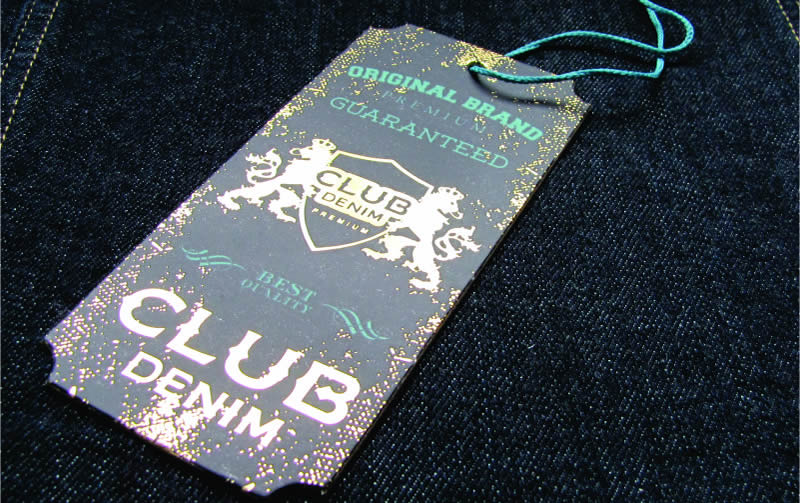 ORIGINAL BRAND
PREMIUM
GUARANTEED
CLUB
DENIM
PREMIUM
BEST
QUALITY
CLUB
DENIM